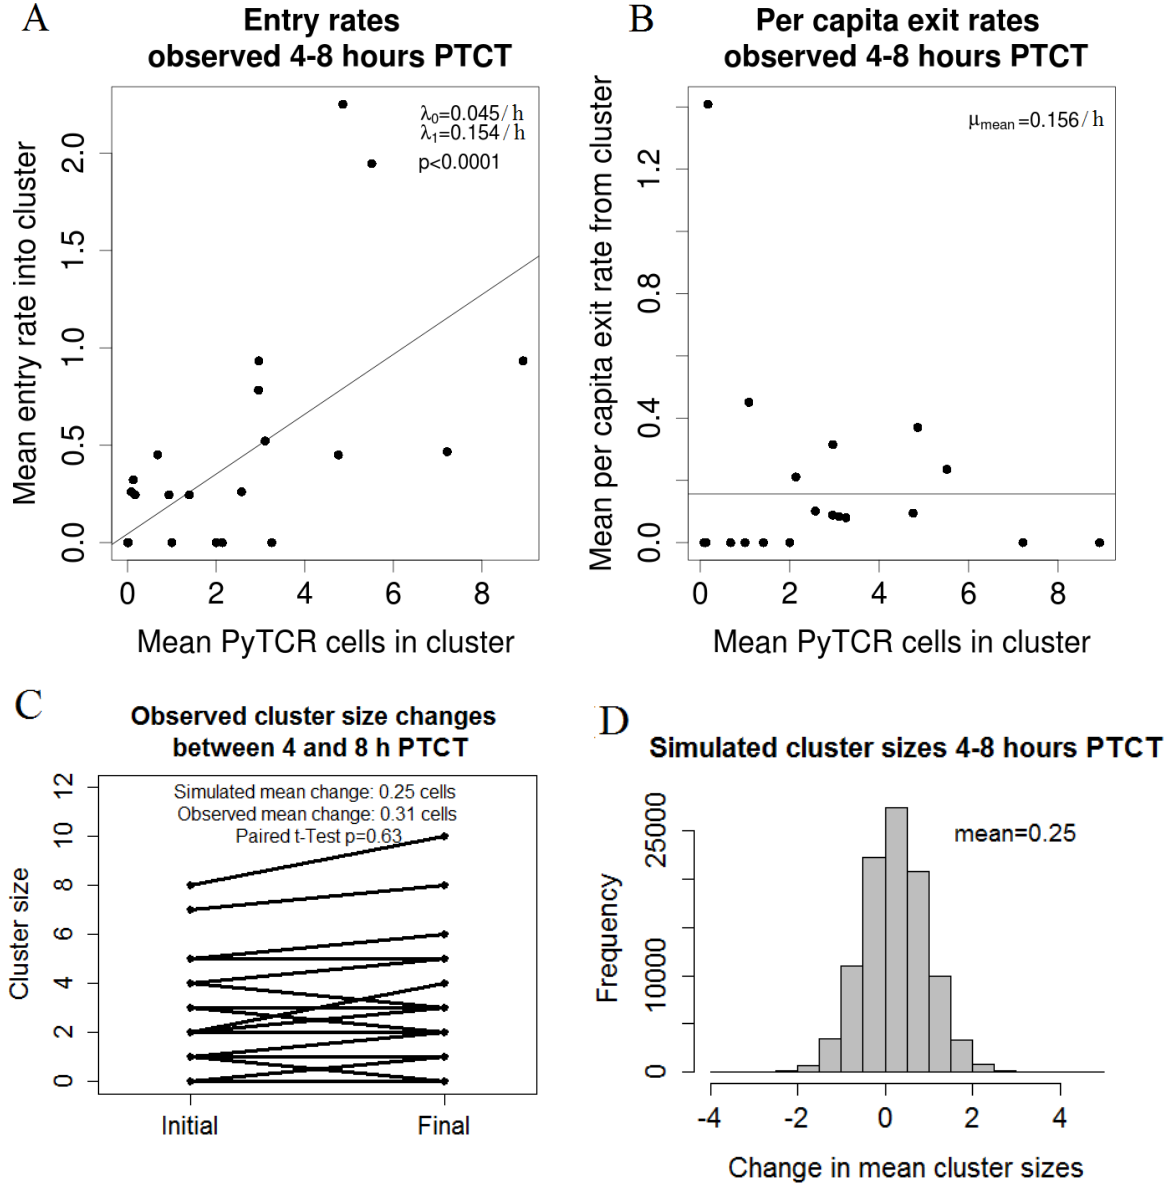 A
Entry rates
observed 4-8 hours PTCT
λ0=0.045/h
λ1=0.154/h
p<0.0001
Mean entry rate into cluster
0.0
0.5
1.0
1.5
2.0
0 2 4 6 8
Mean PyTCR cells in cluster
B
Per capita exit rates
observed 4-8 hours PTCT
μmean=0.156/h
Mean per capita exit rate from cluster
0.0
0.4
0.8
1.2
0 2 4 6 8
Mean PyTCR cells in cluster
C
Observed cluster size changes
between 4 and 8 h PTCT
Simulated mean change: 0.25 cells
Observed mean change: 0.31 cells
Paired t-Test p=0.63
Cluster size
12
10
8
6
4
2
0
Initial Final
D
Simulated cluster sizes 4-8 hours PTCT
mean=0.25
Frequency
0
10000
25000
-4 -2 0 2 4
Change in mean cluster sizes